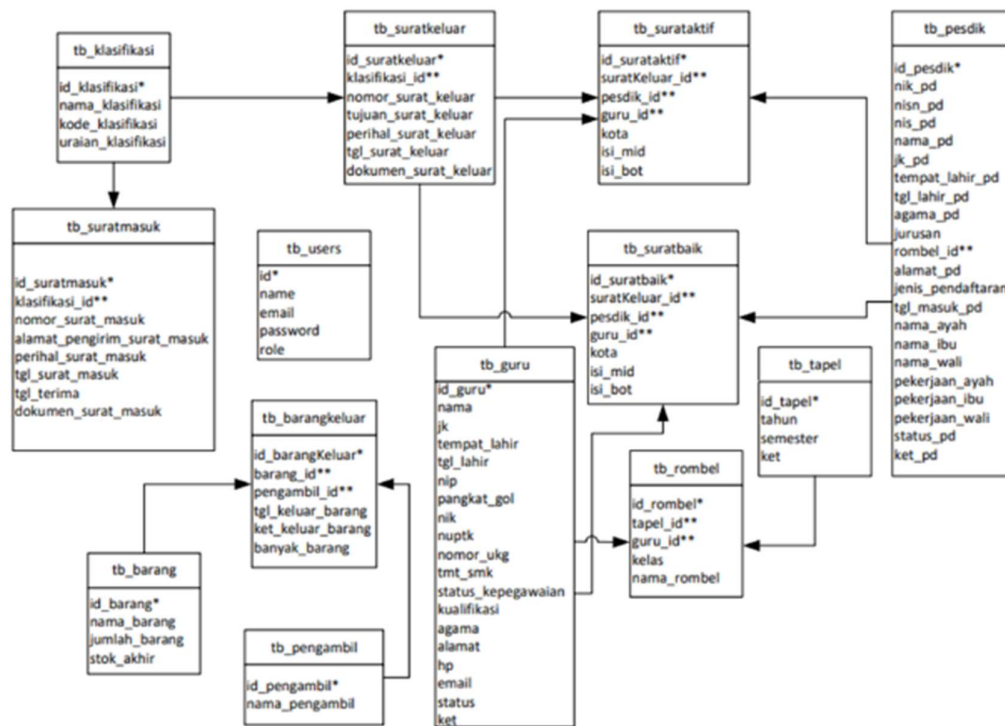 tb_klasifikasi
id_klasifikasi*
nama_klasifikasi
kode_klasifikasi
uraian_klasifikasi
tb_suratkeluar
id_suratkeluar*
klasifikasi_id**
nomor_surat_keluar
tujuan_surat_keluar
perihal_surat_keluar
tgl_surat_keluar
dokumen_surat_keluar
tb_surataktif
id_surataktif*
suratKeluar_id**
pesdik_id**
guru_id**
kota
isi_mid
isi_bot
tb_pesdik
id_pesdik*
nik_pd
nisn_pd
nis_pd
nama_pd
jk_pd
tempat_lahir_pd
tgl_lahir_pd
agama_pd
jurusan
rombel_id**
alamat_pd
jenis_pendaftaran
tgl_masuk_pd
nama_ayah
nama_ibu
nama_wali
pekerjaan_ayah
pekerjaan_ibu
pekerjaan_wali
status_pd
ket_pd
tb_suratmasuk
id_suratmasuk*
klasifikasi_id**
nomor_surat_masuk
alamat_pengirim_surat_masuk
perihal_surat_masuk
tgl_surat_masuk
tgl_terima
dokumen_surat_masuk
tb_users
id*
name
email
password
role
tb_suratbaik
id_suratbaik*
suratKeluar_id**
pesdik_id**
guru_id**
kota
isi_mid
isi_bot
tb_guru
id_guru*
nama
jk
tempat_lahir
tgl_lahir
nip
pangkat_gol
nik
nuptk
nomor_ukg
tmt_smk
status_kepegawaian
kualifikasi
agama
alamat
hp
email
status
ket
tb_tapel
id_tapel*
tahun
semester
ket
tb_barangkeluar
id_barangKeluar*
barang_id**
pengambil_id**
tgl_keluar_barang
ket_keluar_barang
banyak_barang
tb_rombel
id_rombel*
tapel_id**
guru_id**
kelas
nama_rombel
tb_barang
id_barang*
nama_barang
jumlah_barang
stok_akhir
tb_pengambil
id_pengambil*
nama_pengambil